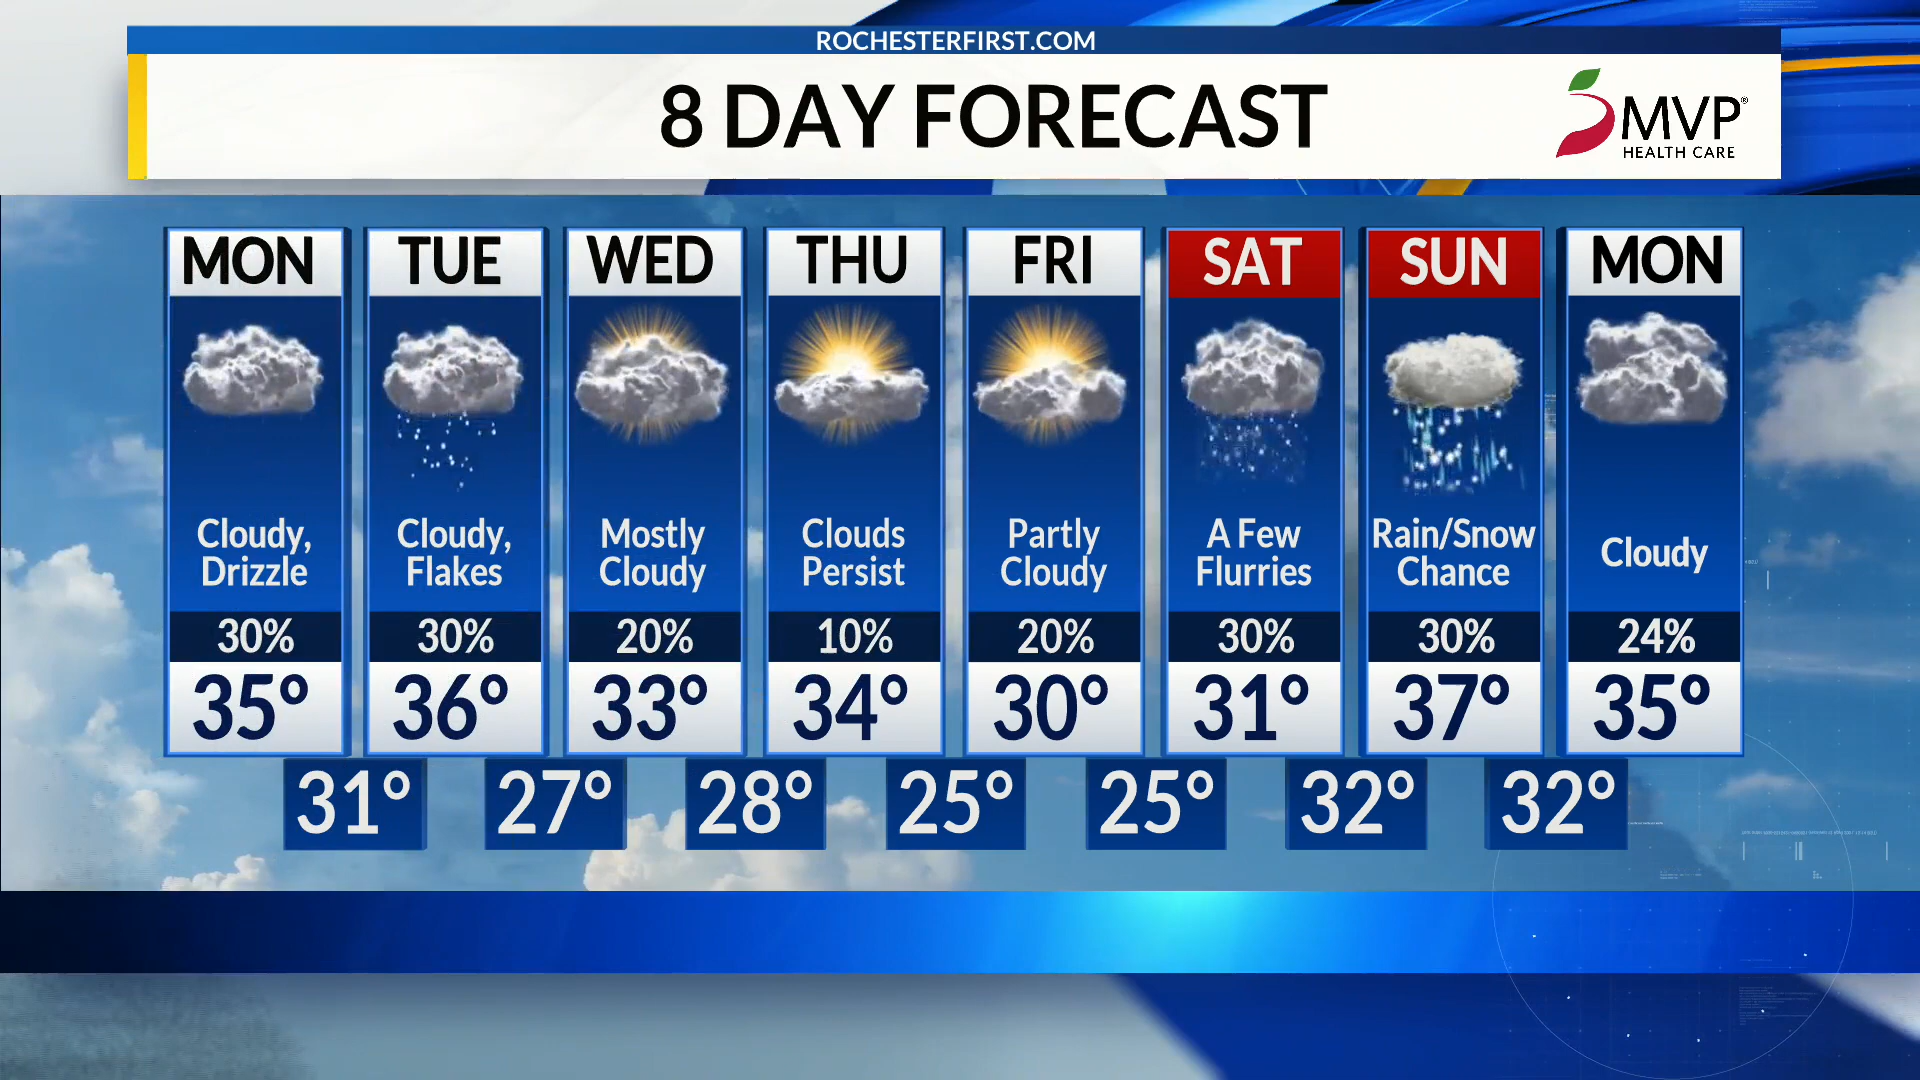 ROCHESTERFIRST.COM
8 DAY FORECAST
MVP®
HEALTH CARE
MON TUE WED THU FRI SAT SUN MON
Cloudy, Cloudy, Mostly Clouds Partly A Few Rain/Snow Cloudy
Drizzle Flakes Cloudy Persist Cloudy Flurries Chance
30% 30% 20% 10% 20% 30% 30% 24%
35° 36° 33° 34° 30° 31° 37° 35°
31° 27° 28° 25° 25° 32° 32°